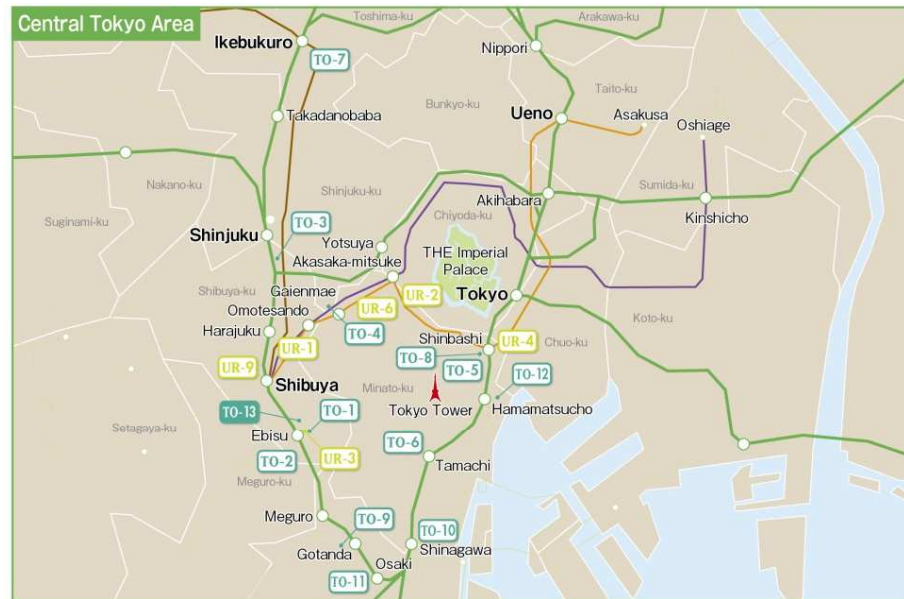 Central Tokyo Area
Toshima-ku
Arakawa-ku
Ikebukuro
Nippori
TO-7
Taito-ku
Bunkyo-ku
Takadanobaba
Ueno
Asakusa
Oshiage
Nakano-ku
Shinjuku-ku
Sumida-ku
Suginami-ku
Akihabara
Chiyoda-ku
Kinshicho
TO-3
Shinjuku
Yotsuya
THE Imperial
Palace
Akasaka-mitsuke
Gaienmae
Shibuya-ku
UR-2
Tokyo
Omotesando
UR-6
Koto-ku
Harajuku
TO-4
Shinbashi
UR-4
Chuo-ku
UR-1
TO-8
UR-9
TO-5
TO-12
Shibuya
Minato-ku
Tokyo Tower
Hamamatsucho
TO-13
TO-1
Setagaya-ku
Ebisu
TO-6
TO-2
UR-3
Tamachi
Meguro-ku
Meguro
TO-9
TO-10
Gotanda
Shinagawa
Osaki
TO-11